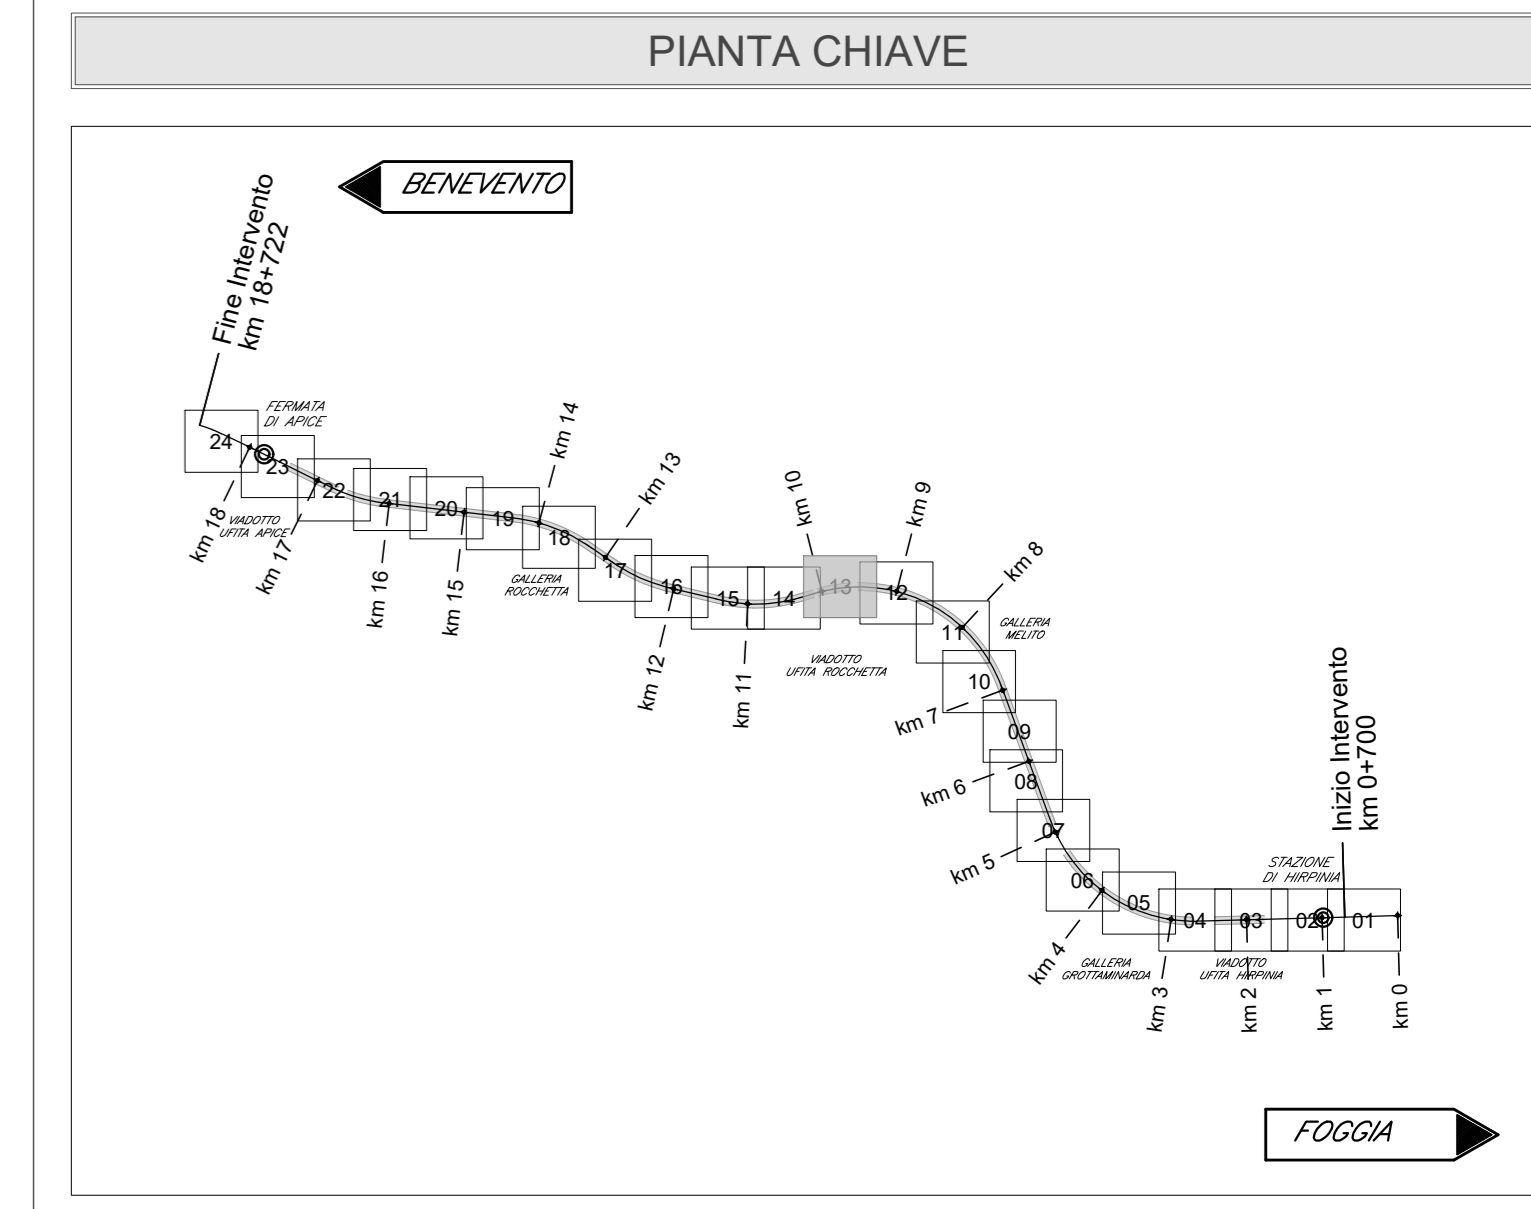 PIANTA CHIAVE
BENEVENTO
Fine Intervento
km 18+722
FERMATA
DI APICE
24
23
22
21
20
19
18
17
16
15
14
13
12
11
10
09
08
07
06
05
04
03
02
01
km 18
km 17
km 16
km 15
km 14
km 13
km 12
km 11
km 10
km 9
km 8
km 7
km 6
km 5
km 4
km 3
km 2
km 1
km 0
VIADOTTO
UFITA APICE
GALLERIA
ROCCHETTA
VIADOTTO
UFITA ROCCHETTA
GALLERIA
MELITO
Inizio Intervento
km 0+700
STAZIONE
DI HIRPINIA
GALLERIA
GROTTAMINARDA
VIADOTTO
UFITA HIRPINIA
FOGGIA